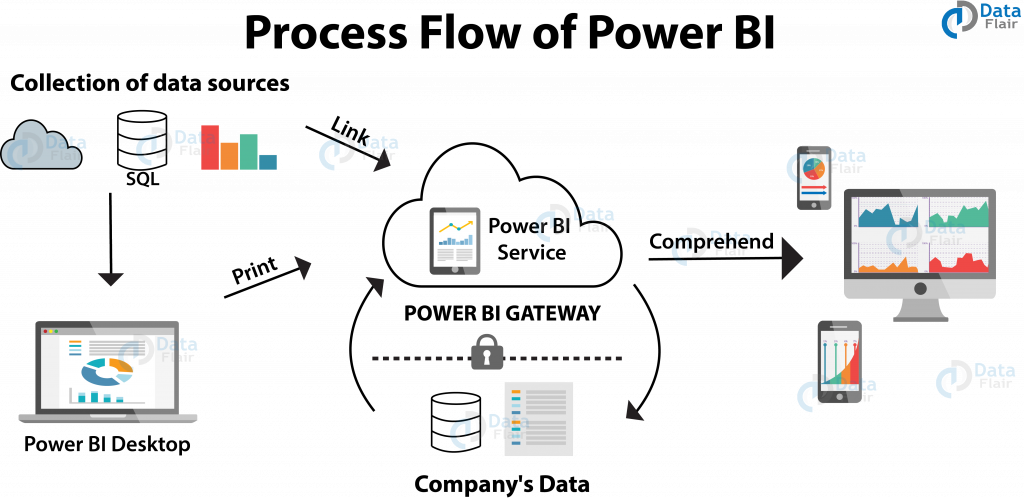 Process Flow of Power BI
Data
Flair
Collection of data sources
SQL
Link
Print
Power BI
Service
Comprehend
POWER BI GATEWAY
Power BI Desktop
Company's Data